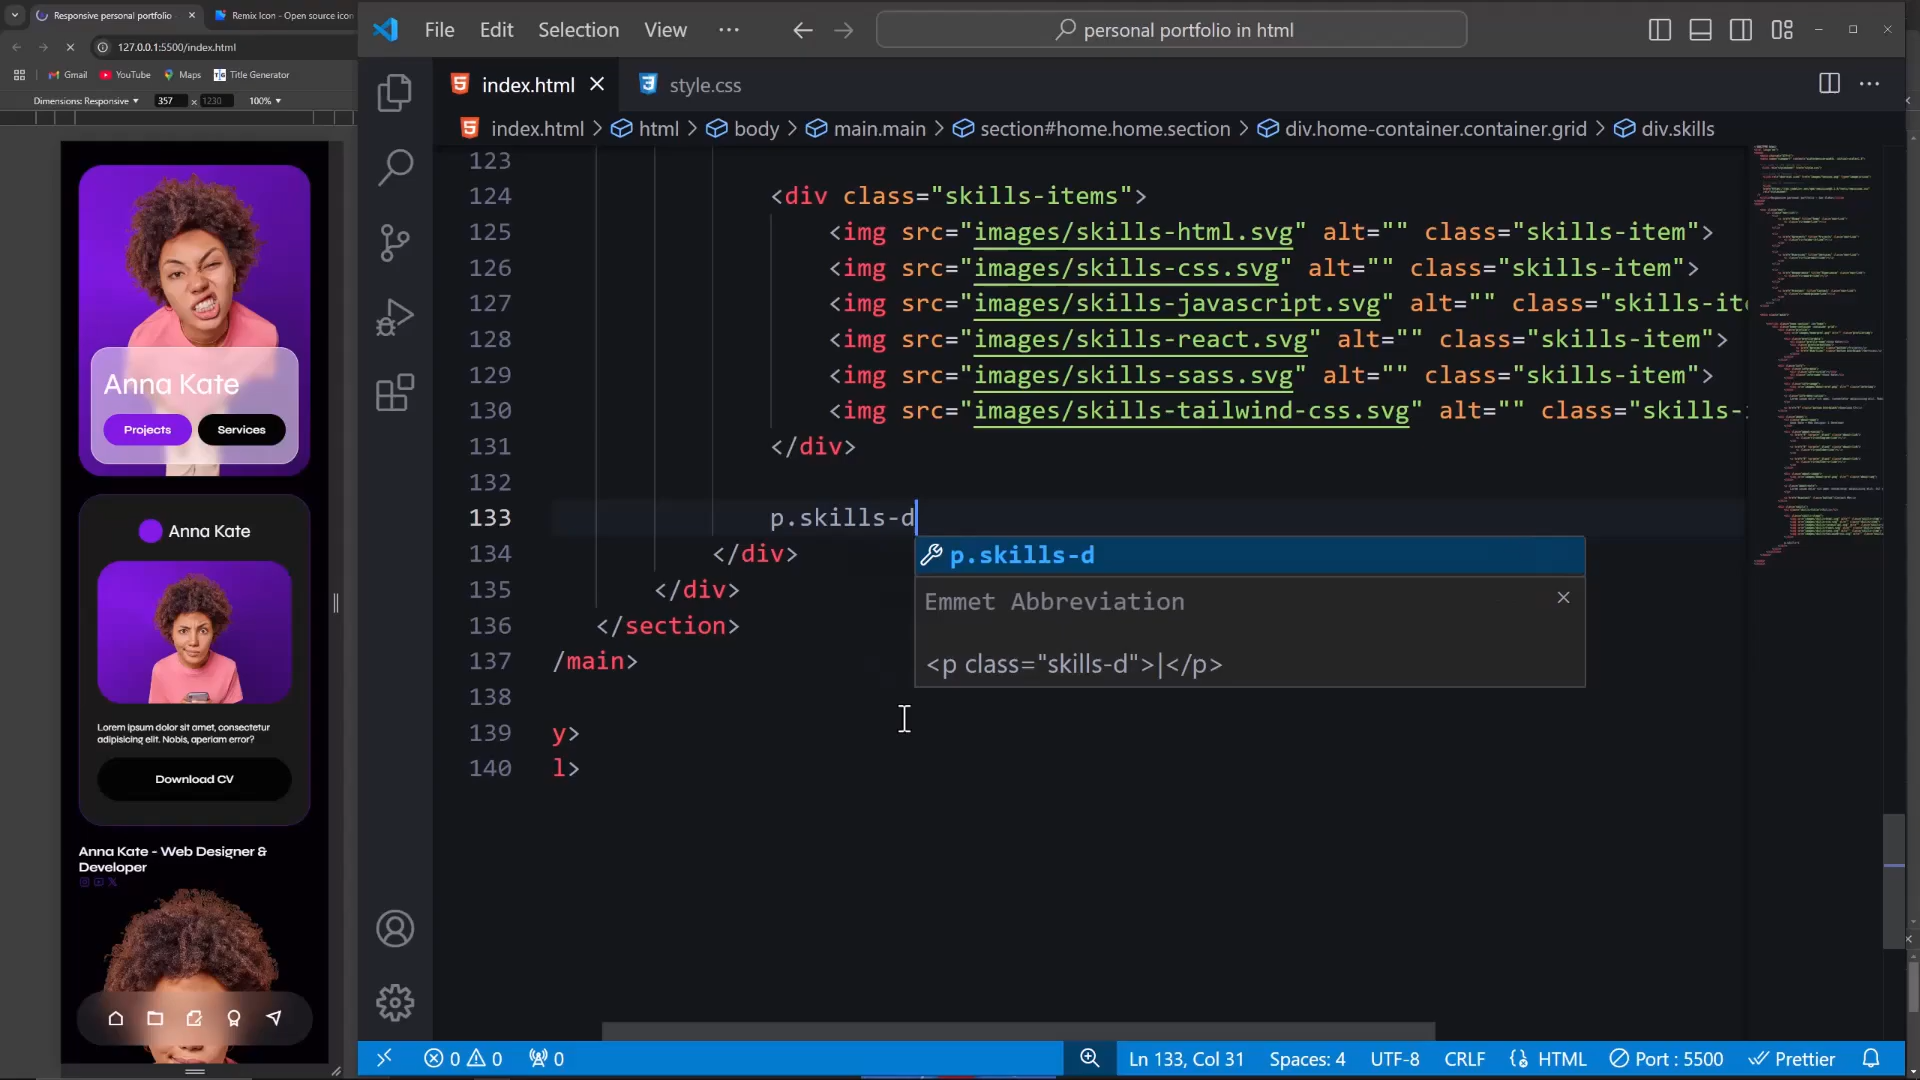 Responsive personal portfolio
Remix Icon - Open source icon
127.0.0.1:5500/index.html
Gmail YouTube Maps Title Generator
Dimensions: Responsive 357 x 1230 100%
Anna Kate
Projects Services
Anna Kate
Lorem ipsum dolor sit amet, consectetur
adipisicing elit. Nobis, aperiam error?
Download CV
Anna Kate - Web Designer &
Developer
File Edit Selection View ···
personal portfolio in html
index.html style.css
index.html > html > body > main.main > section#home.home.section > div.home-container.container.grid > div.skills
123
124 <div class="skills-items">
125 <img src="images/skills-html.svg" alt="" class="skills-item">
126 <img src="images/skills-css.svg" alt="" class="skills-item">
127 <img src="images/skills-javascript.svg" alt="" class="skills-ite
128 <img src="images/skills-react.svg" alt="" class="skills-item">
129 <img src="images/skills-sass.svg" alt="" class="skills-item">
130 <img src="images/skills-tailwind-css.svg" alt="" class="skills-i
131 </div>
132
133 p.skills-d
134 </div>
135 </div>
136 </section>
137 /main>
138
139 y>
140 l>
p.skills-d
Emmet Abbreviation
<p class="skills-d">|</p>
0 0 0 Ln 133, Col 31 Spaces: 4 UTF-8 CRLF HTML Port : 5500 Prettier